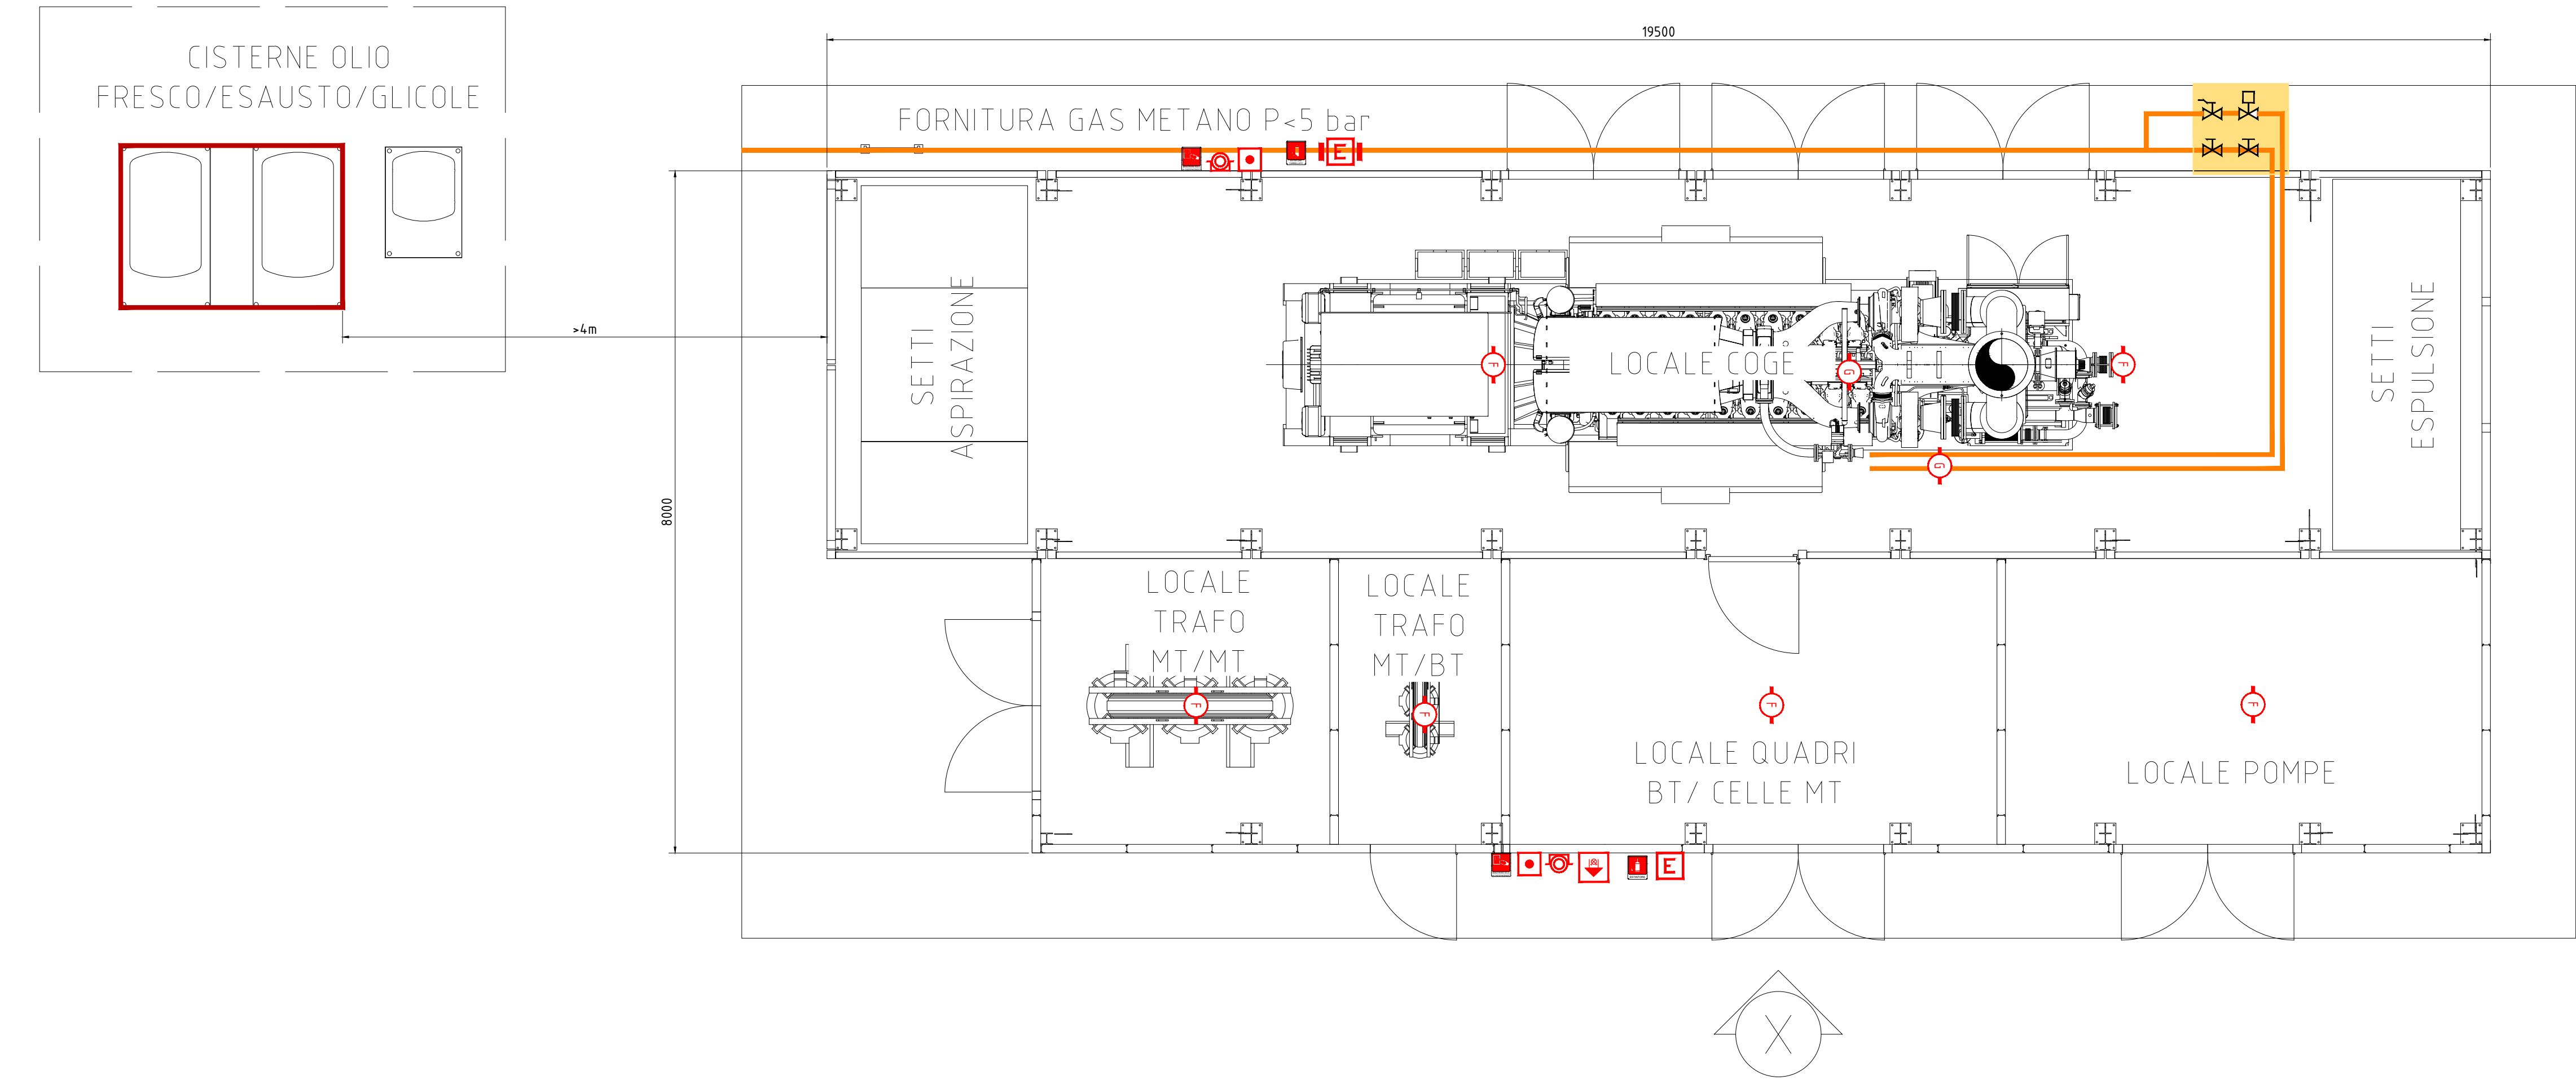 CISTERNE OLIO
FRESCO/ESAUSTO/GLICOLE
19500
FORNITURA GAS METANO P<5 bar
E
>4m
8000
SETTI
ASPIRAZIONE
LOCALE COGE
F
G
F
G
SETTI
ESPULSIONE
LOCALE
TRAFO
MT/MT
F
LOCALE
TRAFO
MT/BT
F
F
LOCALE QUADRI
BT/ CELLE MT
F
LOCALE POMPE
E
X